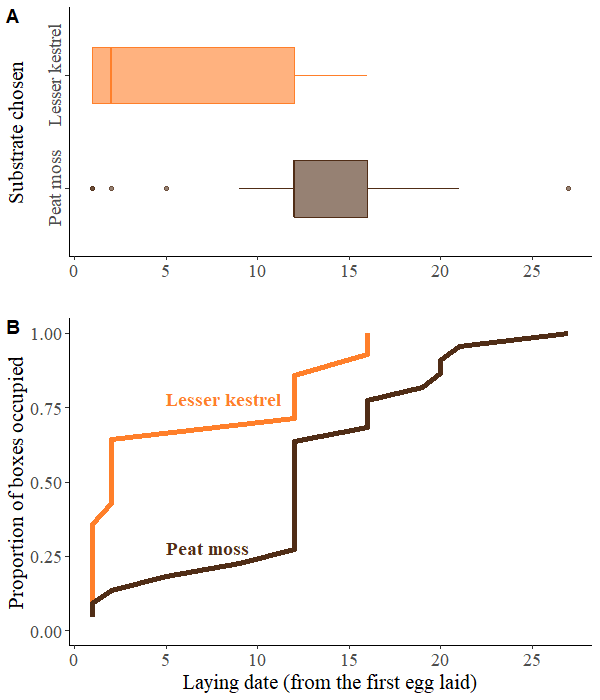 A
Substrate chosen
Lesser kestrel
Peat moss
0 5 10 15 20 25
B
Proportion of boxes occupied
1.00
0.75
0.50
0.25
0.00
Lesser kestrel
Peat moss
0 5 10 15 20 25
Laying date (from the first egg laid)